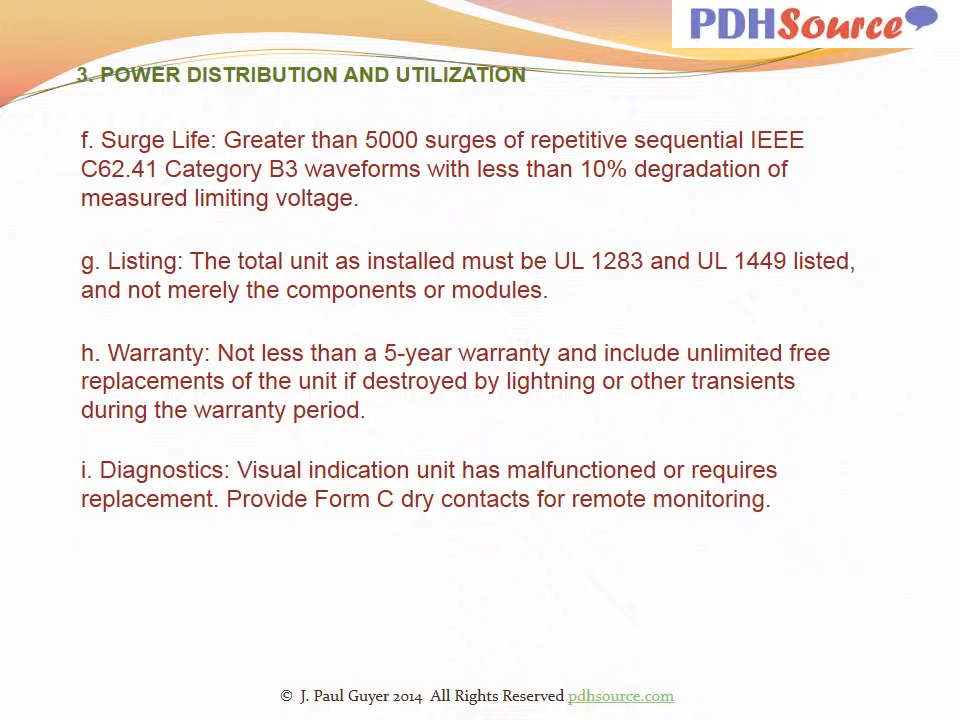 PDHSource
3. POWER DISTRIBUTION AND UTILIZATION
f. Surge Life: Greater than 5000 surges of repetitive sequential IEEE
C62.41 Category B3 waveforms with less than 10% degradation of
measured limiting voltage.
g. Listing: The total unit as installed must be UL 1283 and UL 1449 listed,
and not merely the components or modules.
h. Warranty: Not less than a 5-year warranty and include unlimited free
replacements of the unit if destroyed by lightning or other transients
during the warranty period.
i. Diagnostics: Visual indication unit has malfunctioned or requires
replacement. Provide Form C dry contacts for remote monitoring.
© J. Paul Guyer 2014 All Rights Reserved pdhsource.com